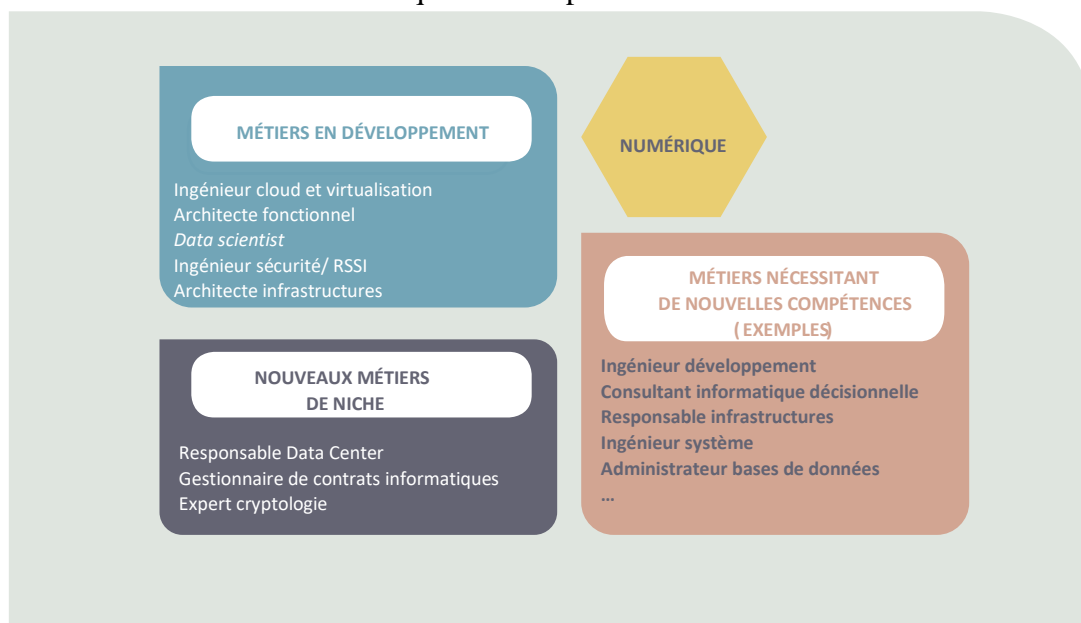 MÉTIERS EN DÉVELOPPEMENT
Ingénieur cloud et virtualisation
Architecte fonctionnel
Data scientist
Ingénieur sécurité/ RSSI
Architecte infrastructures
NUMÉRIQUE
NOUVEAUX MÉTIERS
DE NICHE
Responsable Data Center
Gestionnaire de contrats informatiques
Expert cryptologie
MÉTIERS NÉCESSITANT
DE NOUVELLES COMPÉTENCES
( EXEMPLES)
Ingénieur développement
Consultant informatique décisionnelle
Responsable infrastructures
Ingénieur système
Administrateur bases de données
...